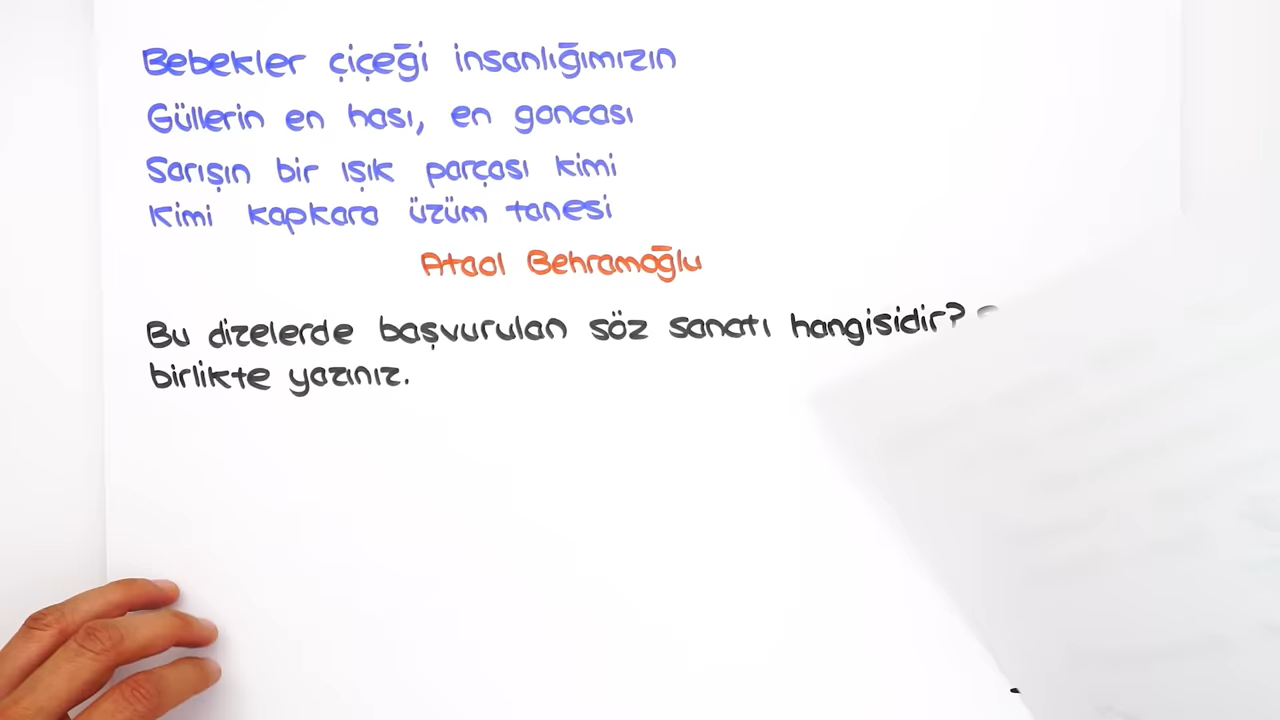 Bebekler çiçeği insanlığımızın
Güllerin en hası, en goncası
Sarışın bir ışık parçası kimi
Kimi kapkara üzüm tanesi
Ataol Behramoğlu
Bu dizelerde başvurulan söz sanatı hangisidir?
birlikte yazınız.